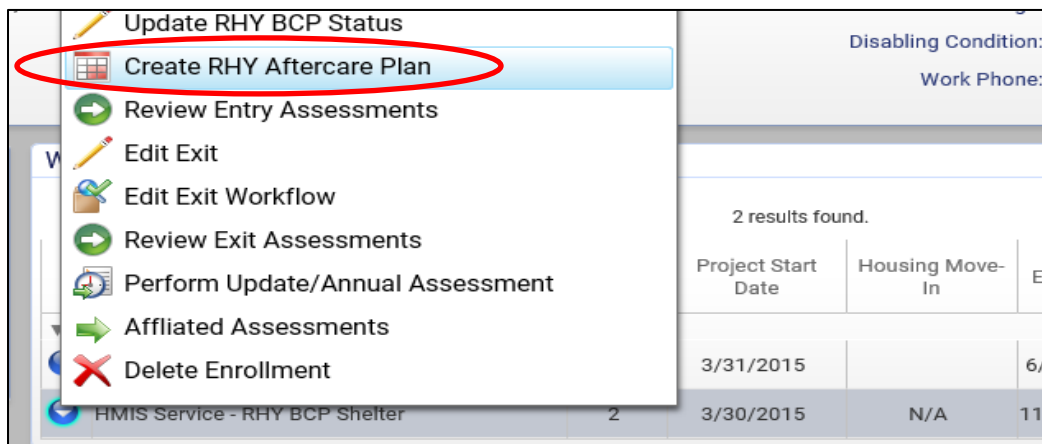 Update RHY BCP Status
Disabling Condition:
Create RHY Aftercare Plan
Work Phone:
Review Entry Assessments
Edit Exit
W
Edit Exit Workflow
2 results found.
Review Exit Assessments
Project Start
Date
Housing Move-
In
E
Perform Update/Annual Assessment
Affliated Assessments
Delete Enrollment
3/31/2015
6/
HMIS Service - RHY BCP Shelter 2 3/30/2015 N/A 11